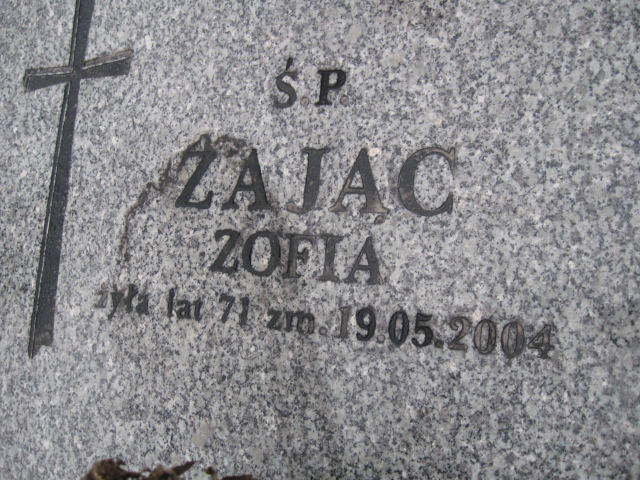 Ś.P.
ZAJĄC
ZOFIA
żyła lat 71 zm. 19.05.2004